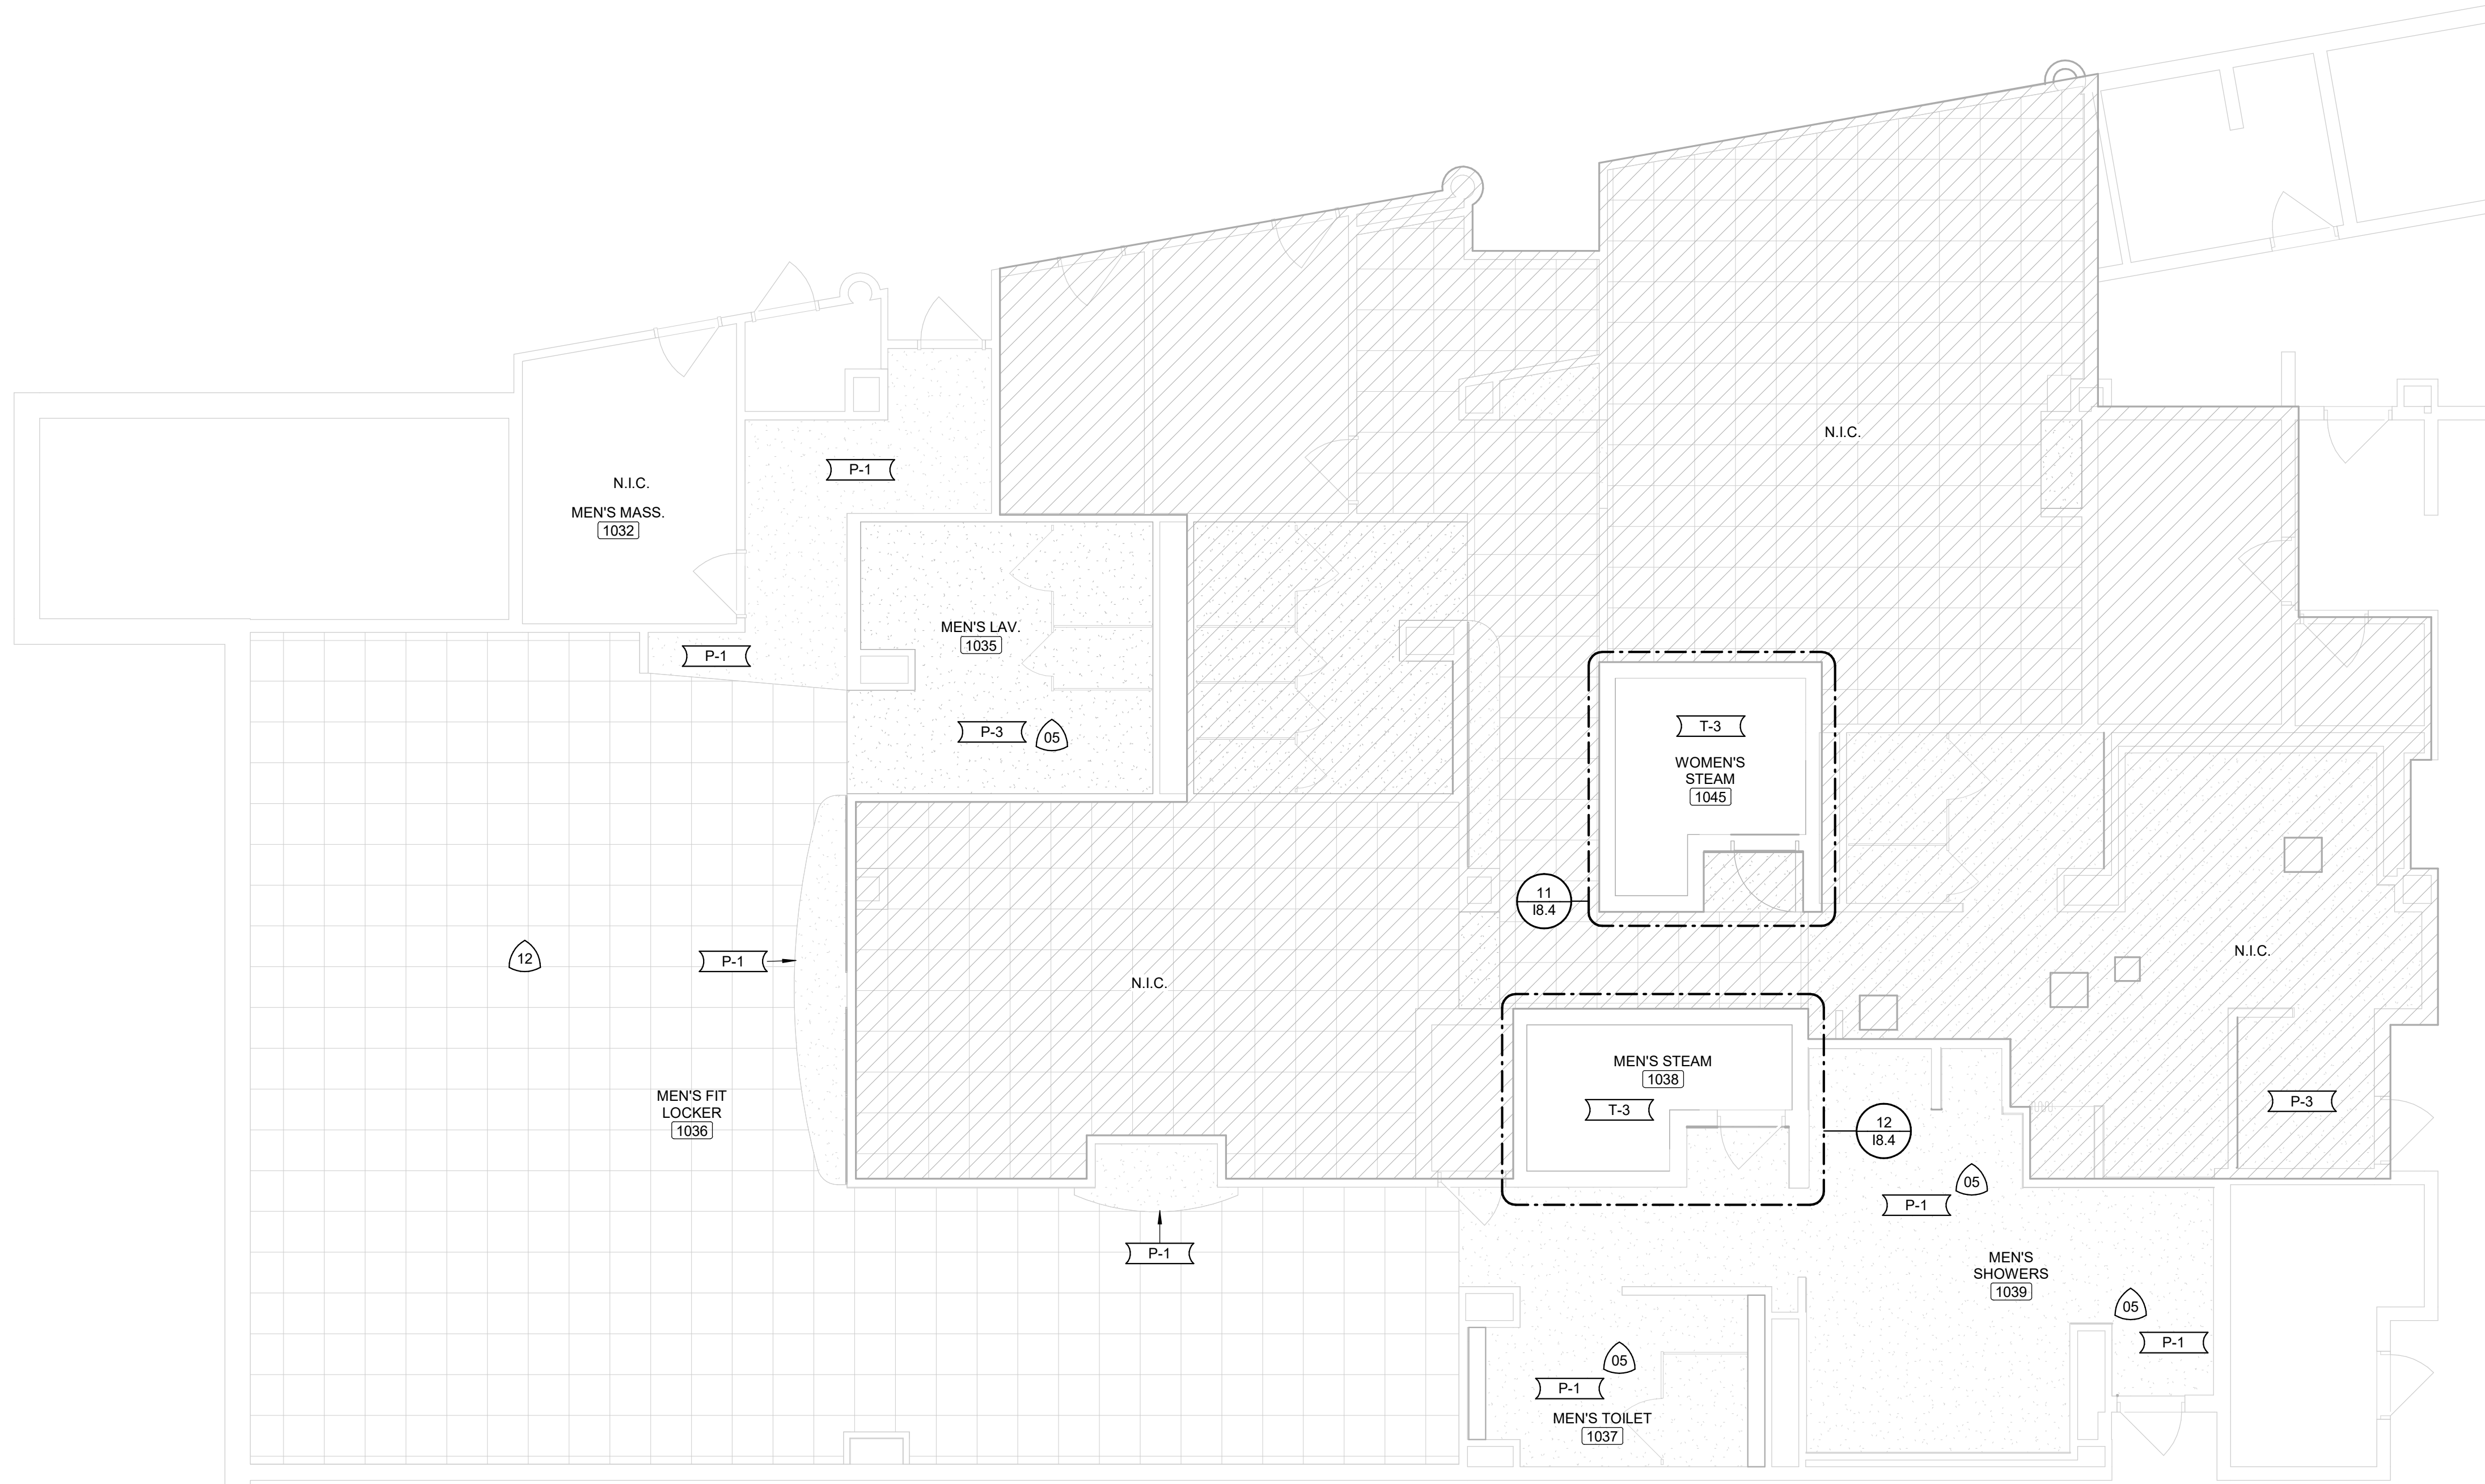 N.I.C.
P-1
N.I.C.
MEN'S MASS.
1032
MEN'S LAV.
1035
P-1
P-3
05
T-3
WOMEN'S
STEAM
1045
11
I8.4
12
P-1
N.I.C.
N.I.C.
MEN'S STEAM
1038
T-3
MEN'S FIT
LOCKER
1036
12
I8.4
P-3
05
P-1
P-1
MEN'S
SHOWERS
1039
05
P-1
05
P-1
MEN'S TOILET
1037